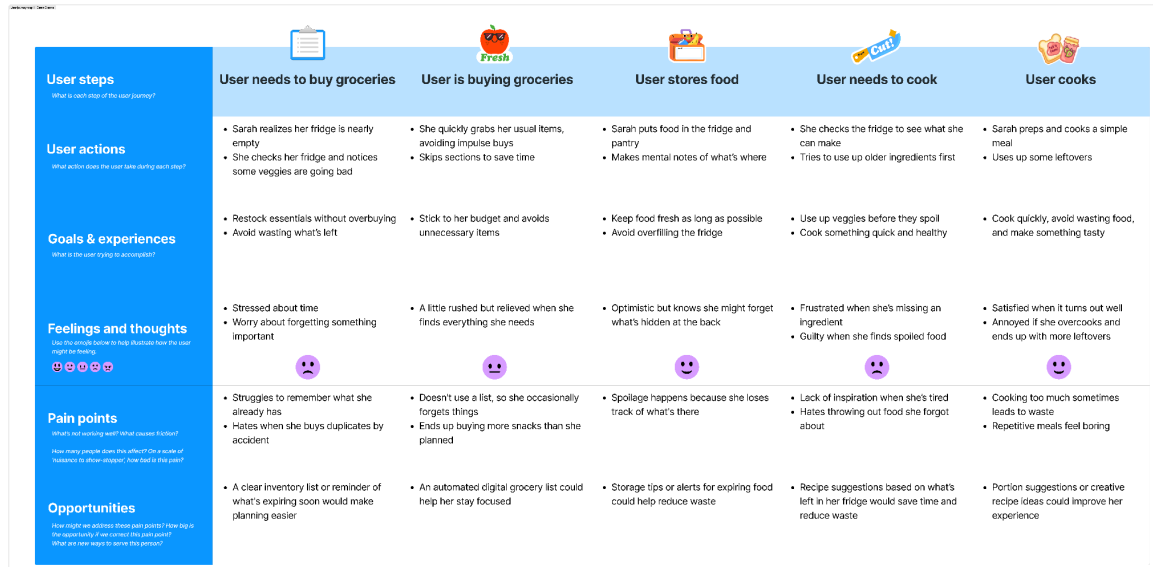 User steps
What is each step of the user journey?
Fresh
Cut!
User needs to buy groceries
User is buying groceries
User stores food
User needs to cook
User cooks
User actions
What action does the user take during each step?
• Sarah realizes her fridge is nearly
empty
• She checks her fridge and notices
some veggies are going bad
• She quickly grabs her usual items,
avoiding impulse buys
• Skips sections to save time
• Sarah puts food in the fridge and
pantry
• Makes mental notes of what's where
• She checks the fridge to see what she
can make
• Tries to use up older ingredients first
• Sarah preps and cooks a simple
meal
• Uses up some leftovers
Goals & experiences
What is the user trying to accomplish?
• Restock essentials without overbuying
• Avoid wasting what's left
• Stick to her budget and avoids
unnecessary items
• Keep food fresh as long as possible
• Avoid overfilling the fridge
• Use up veggies before they spoil
• Cook something quick and healthy
• Cook quickly, avoid wasting food,
and make something tasty
Feelings and thoughts
Use the emojis below to help illustrate how the user
might be feeling.
• Stressed about time
• Worry about forgetting something
important
• A little rushed but relieved when she
finds everything she needs
• Optimistic but knows she might forget
what's hidden at the back
• Frustrated when she's missing an
ingredient
• Guilty when she finds spoiled food
• Satisfied when it turns out well
• Annoyed if she overcooks and
ends up with more leftovers
Pain points
What's not working well? What causes friction?
How many people does this affect? On a scale of
'nuisance to show-stopper', how bad is this pain?
• Struggles to remember what she
already has
• Hates when she buys duplicates by
accident
• Doesn't use a list, so she occasionally
forgets things
• Ends up buying more snacks than she
planned
• Spoilage happens because she loses
track of what's there
• Lack of inspiration when she's tired
• Hates throwing out food she forgot
about
• Cooking too much sometimes
leads to waste
• Repetitive meals feel boring
Opportunities
How might we address these pain points? How big is
the opportunity if we correct this pain point?
What are new ways to serve this person?
• A clear inventory list or reminder of
what's expiring soon would make
planning easier
• An automated digital grocery list could
help her stay focused
• Storage tips or alerts for expiring food
could help reduce waste
• Recipe suggestions based on what's
left in her fridge would save time and
reduce waste
• Portion suggestions or creative
recipe ideas could improve her
experience